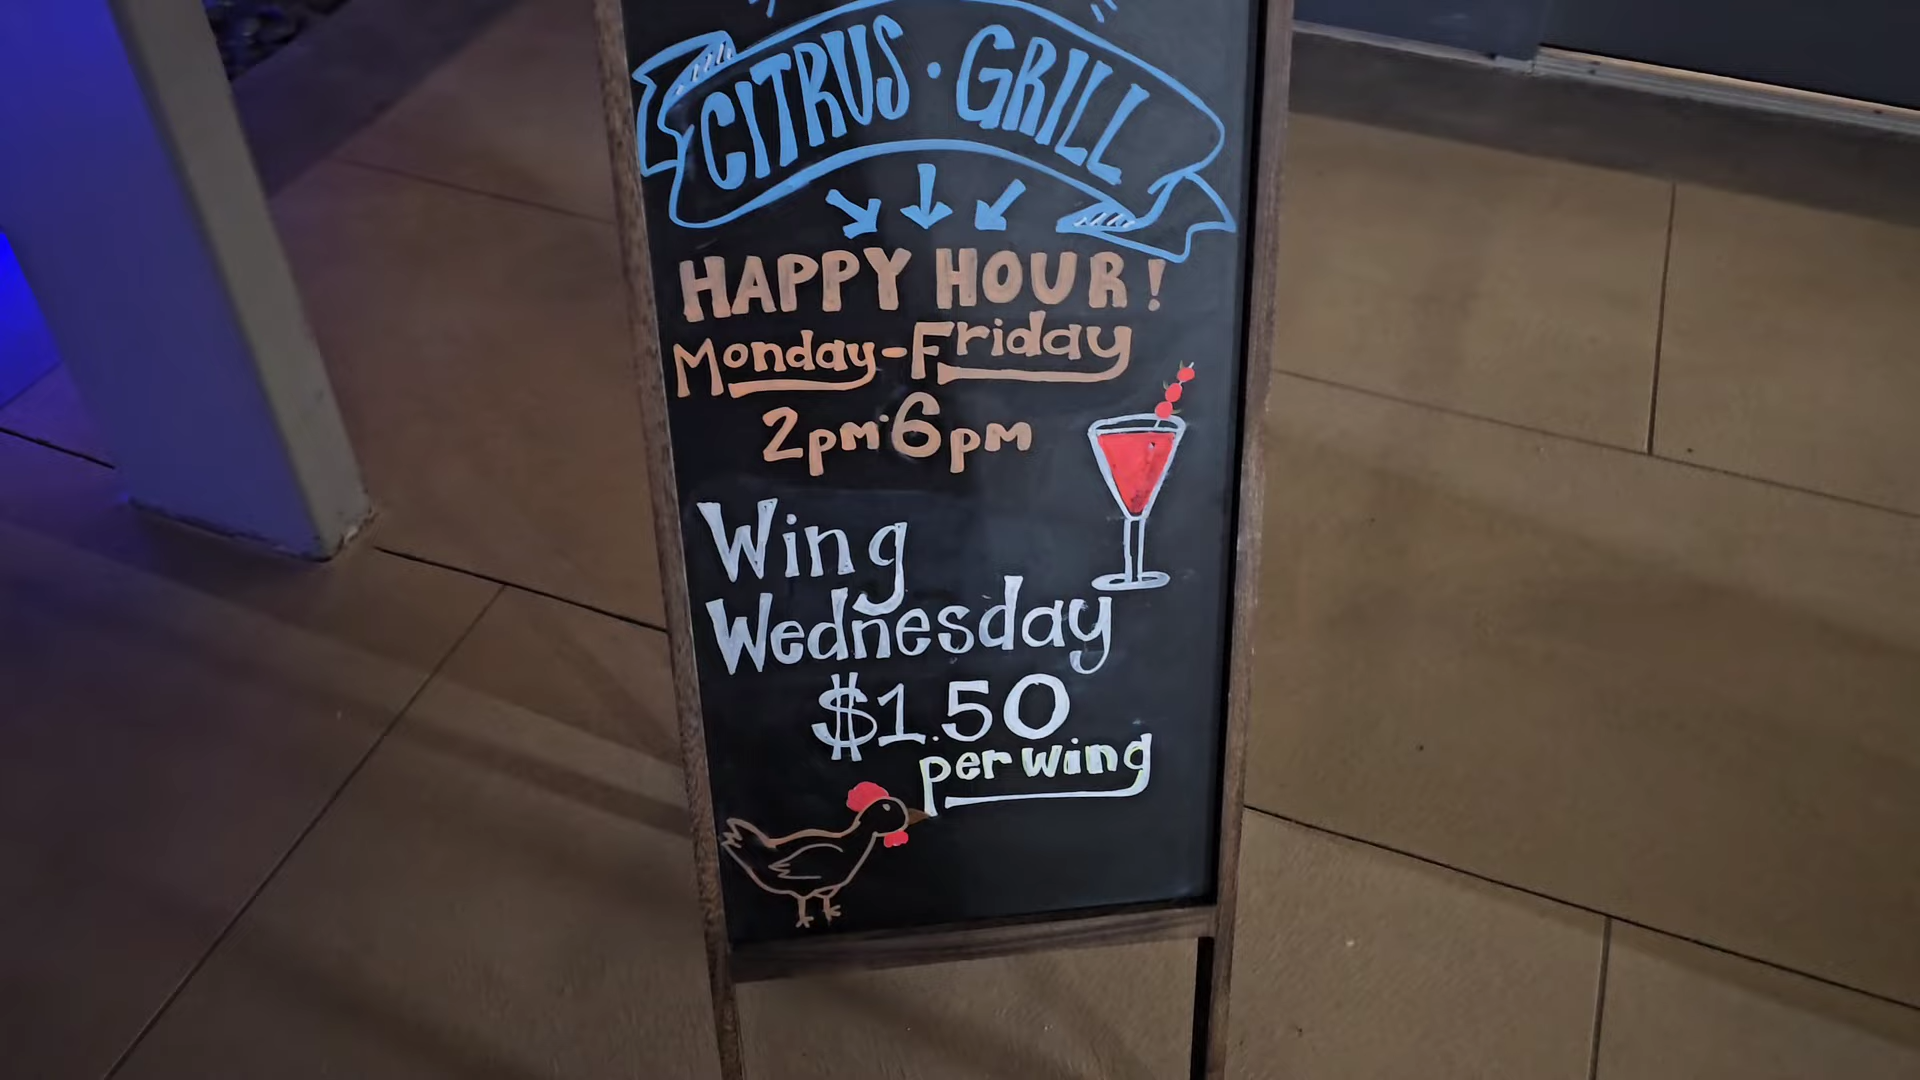 CITRUS · GRILL
HAPPY HOUR!
Monday-Friday
2pm·6pm
Wing
Wednesday
$1.50
per wing